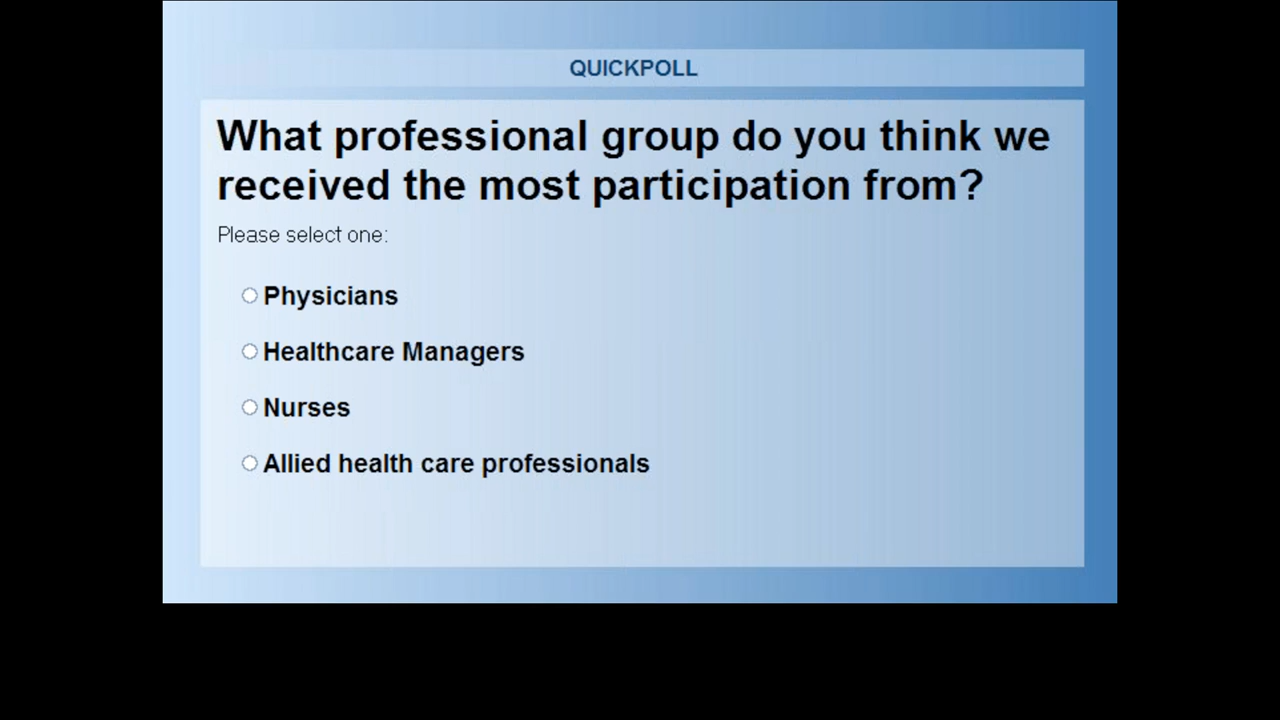 QUICKPOLL
What professional group do you think we
received the most participation from?
Please select one:
Physicians
Healthcare Managers
Nurses
Allied health care professionals